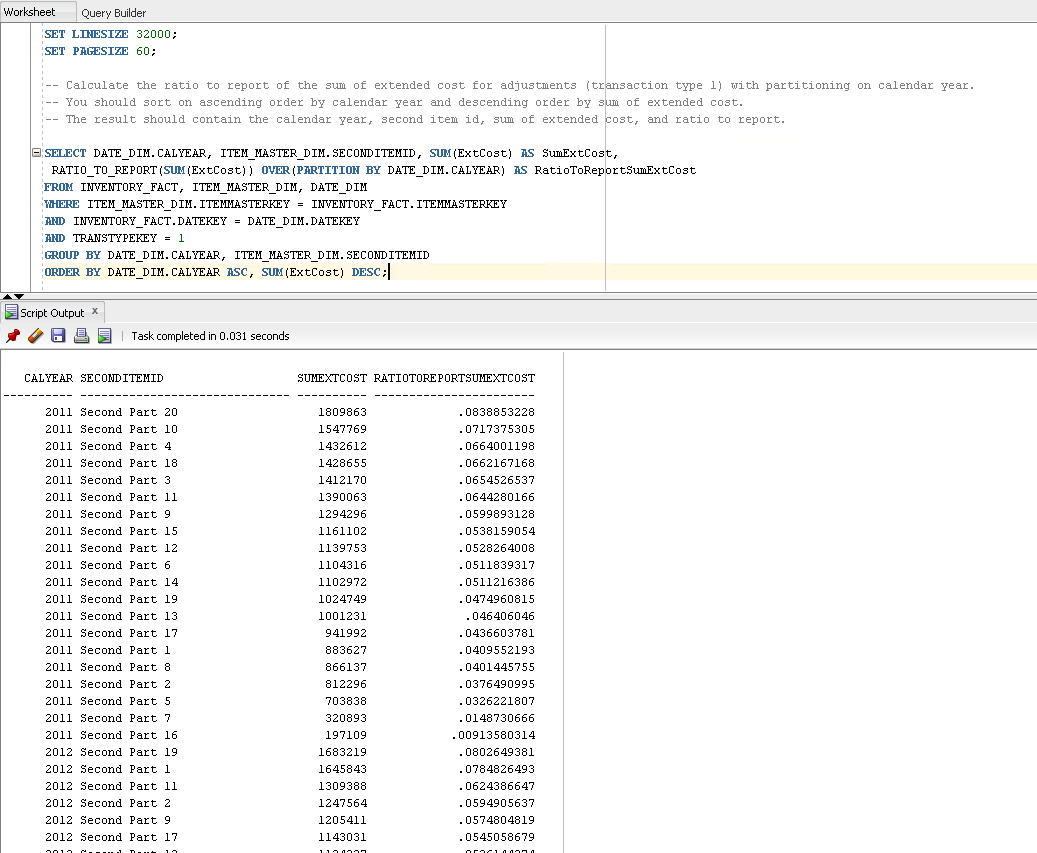 Worksheet Query Builder
SET LINESIZE 32000;
SET PAGESIZE 60;
-- Calculate the ratio to report of the sum of extended cost for adjustments (transaction type 1) with partitioning on calendar year.
-- You should sort on ascending order by calendar year and descending order by sum of extended cost.
-- The result should contain the calendar year, second item id, sum of extended cost, and ratio to report.
SELECT DATE_DIM.CALYEAR, ITEM_MASTER_DIM.SECONDITEMID, SUM(ExtCost) AS SumExtCost,
RATIO_TO_REPORT(SUM(ExtCost)) OVER(PARTITION BY DATE_DIM.CALYEAR) AS RatioToReportSumExtCost
FROM INVENTORY_FACT, ITEM_MASTER_DIM, DATE_DIM
WHERE ITEM_MASTER_DIM.ITEMMASTERKEY = INVENTORY_FACT.ITEMMASTERKEY
AND INVENTORY_FACT.DATEKEY = DATE_DIM.DATEKEY
AND TRANSTYPEKEY = 1
GROUP BY DATE_DIM.CALYEAR, ITEM_MASTER_DIM.SECONDITEMID
ORDER BY DATE_DIM.CALYEAR ASC, SUM(ExtCost) DESC;
Script Output x
Task completed in 0.031 seconds
CALYEAR SECONDITEMID SUMEXTCOST RATIOTOREPORTSUMEXTCOST
---------- ------------------------------ ---------- -----------------------
2011 Second Part 20 1809863 .0838853228
2011 Second Part 10 1547769 .0717375305
2011 Second Part 4 1432612 .0664001198
2011 Second Part 18 1428655 .0662167168
2011 Second Part 3 1412170 .0654526537
2011 Second Part 11 1390063 .0644280166
2011 Second Part 9 1294296 .0599893128
2011 Second Part 15 1161102 .0538159054
2011 Second Part 12 1139753 .0528264008
2011 Second Part 6 1104316 .0511839317
2011 Second Part 14 1102972 .0511216386
2011 Second Part 19 1024749 .0474960815
2011 Second Part 13 1001231 .046406046
2011 Second Part 17 941992 .0436603781
2011 Second Part 1 883627 .0409552193
2011 Second Part 8 866137 .0401445755
2011 Second Part 2 812296 .0376490995
2011 Second Part 5 703838 .0326221807
2011 Second Part 7 320893 .0148730666
2011 Second Part 16 197109 .00913580314
2012 Second Part 19 1683219 .0802649381
2012 Second Part 1 1645843 .0784826493
2012 Second Part 11 1309388 .0624386647
2012 Second Part 2 1247564 .0594905637
2012 Second Part 9 1205411 .0574804819
2012 Second Part 17 1143031 .0545058679